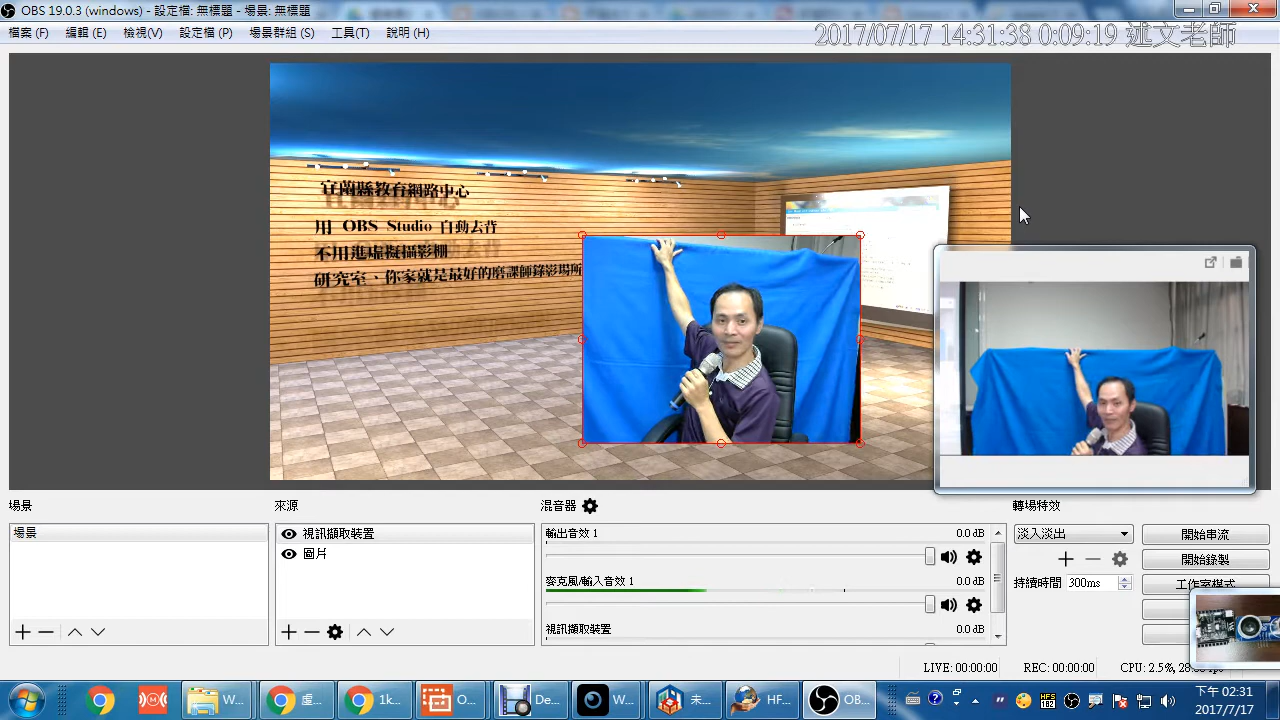 OBS 19.0.3 (windows) - 設定檔: 無標題 - 場景: 無標題
檔案 (F) 編輯 (E) 檢視(V) 設定檔 (P) 場景群組 (S) 工具(T) 說明 (H)
2017/07/17 14:31:38 0:09:19 述文老師
宜蘭縣教育網路中心
用 OBS Studio 自動去背
不用進虛擬攝影棚
研究室、你家就是最好的磨課師錄影場所
場景 來源 混音器 轉場特效
場景
視訊擷取裝置
圖片
輸出音效 1 0.0 dB
麥克風/輸入音效 1 0.0 dB
視訊擷取裝置 0.0 dB
淡入淡出
持續時間 300ms
開始串流
開始錄製
工作室模式
LIVE: 00:00:00 REC: 00:00:00 CPU: 2.5%,
W... 虛... 1k... O... De... W... 未... HF... OB...
下午 02:31
2017/7/17